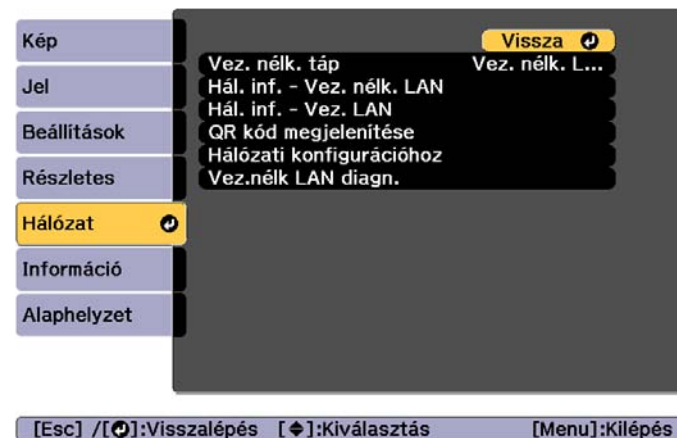 Kép
Jel
Beállítások
Részletes
Hálózat
Információ
Alaphelyzet
Vissza
Vez. nélk. táp Vez. nélk. L...
Hál. inf. - Vez. nélk. LAN
Hál. inf. - Vez. LAN
QR kód megjelenítése
Hálózati konfigurációhoz
Vez.nélk LAN diagn.
[Esc] /[⏎]:Visszalépés [♦]:Kiválasztás [Menu]:Kilépés